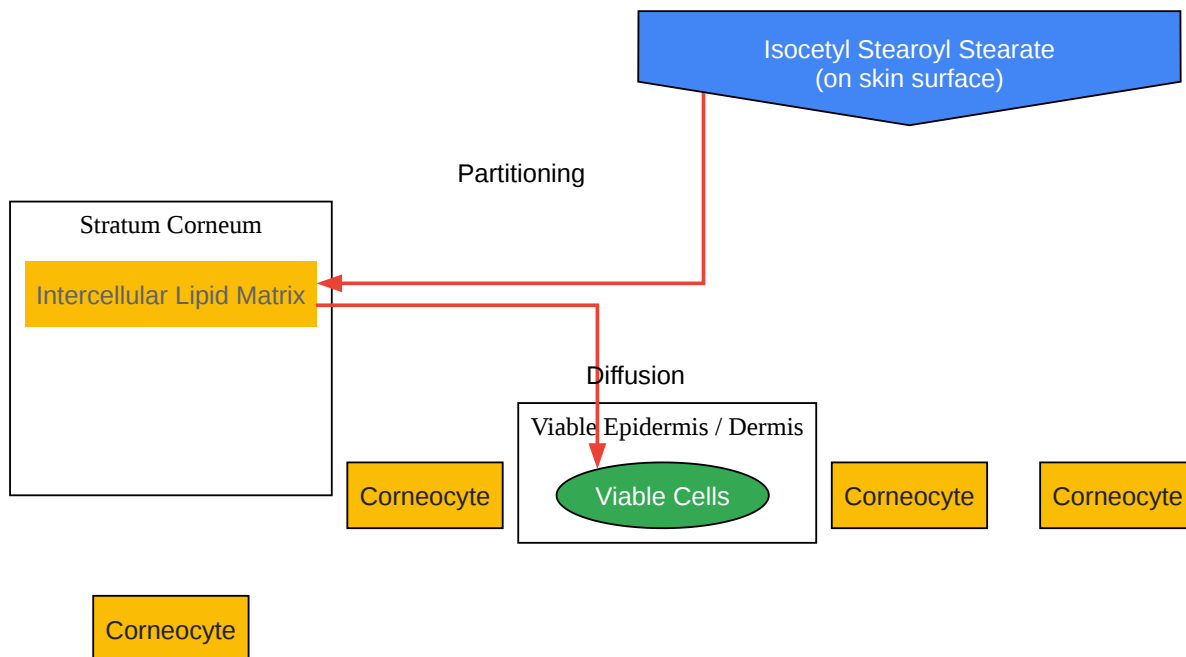 Isocetyl Stearoyl Stearate
(on skin surface)
Partitioning
Stratum Corneum
Intercellular Lipid Matrix
Diffusion
Viable Epidermis / Dermis
Corneocyte
Viable Cells
Corneocyte
Corneocyte
Corneocyte